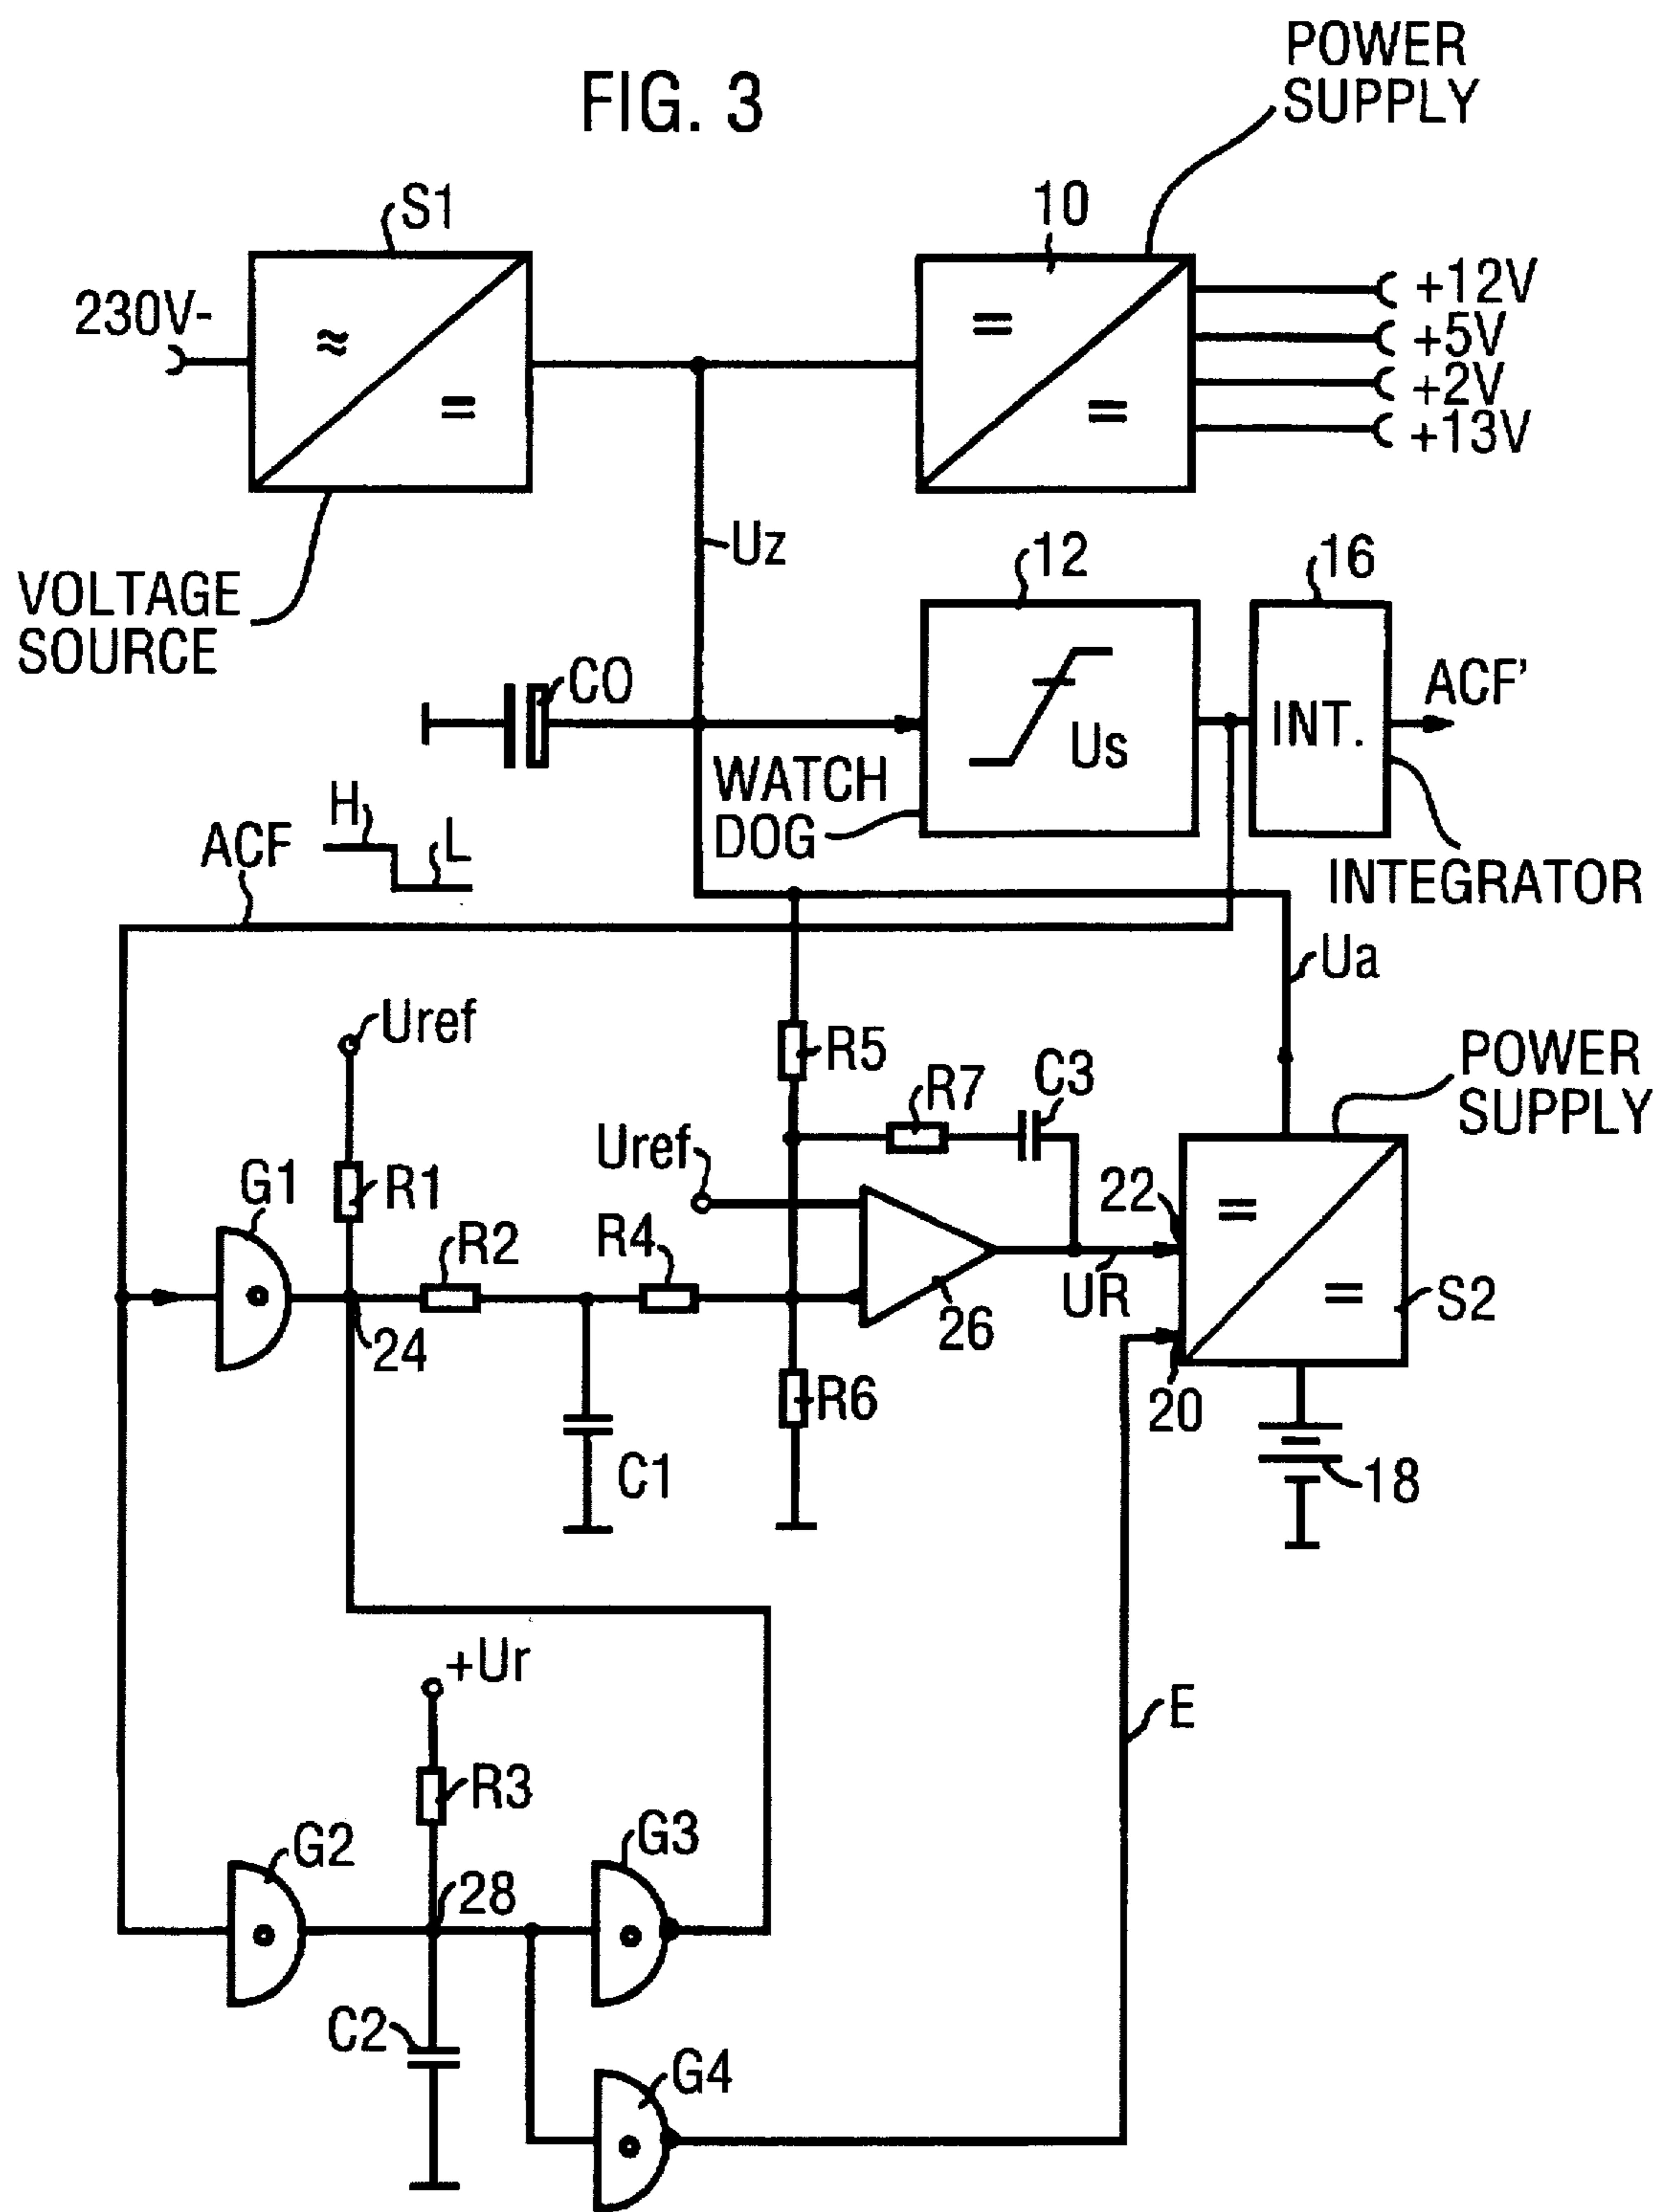 FIG. 3
POWER
SUPPLY
S1
10
230V-
≈
=
=
=
+12V
+5V
+2V
+13V
VOLTAGE
SOURCE
Uz
12
16
C0
Us
INT.
ACF'
WATCH
DOG
H
L
ACF
INTEGRATOR
Ua
Uref
R5
R7
C3
POWER
SUPPLY
Uref
G1
R1
R2
R4
22
=
UR
=
S2
24
26
R6
20
C1
18
+Ur
E
R3
G2
28
G3
C2
G4